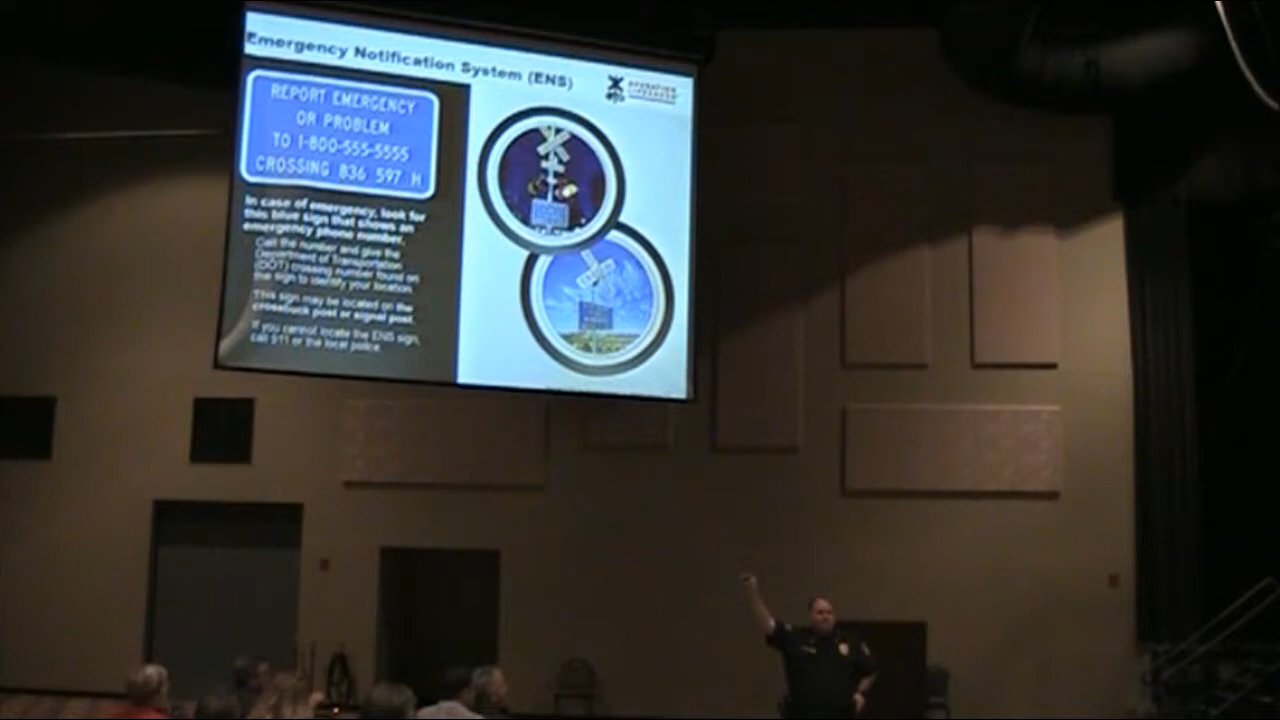 Emergency Notification System (ENS)
OPERATION
LIFESAVER
REPORT EMERGENCY
OR PROBLEM
TO 1-800-555-5555
CROSSING 836 597 H
In case of emergency, look for
this blue sign that shows an
emergency phone number.
Call the number and give the
Department of Transportation
(DOT) crossing number found on
the sign to identify your location.
This sign may be located on the
crossbuck post or signal post.
If you cannot locate the ENS sign,
call 911 or the local police.